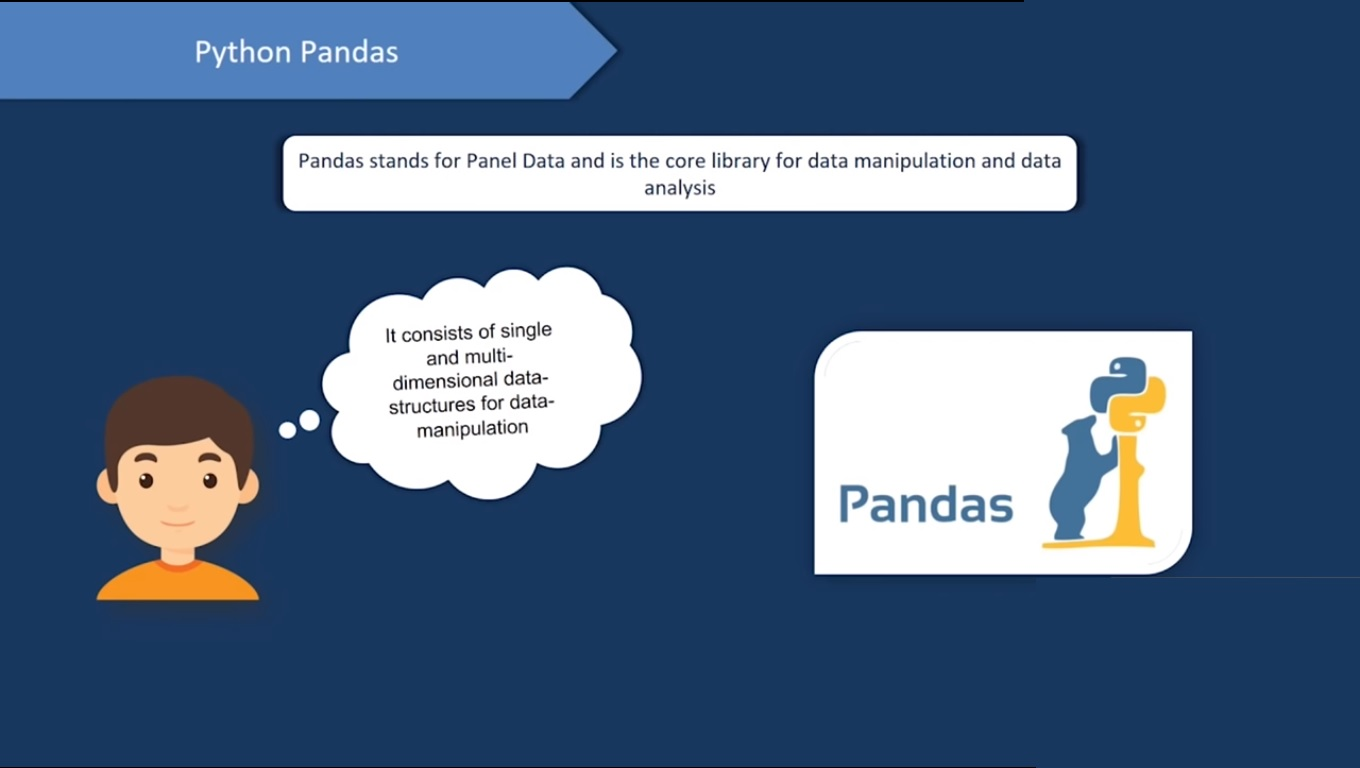 Python Pandas
Pandas stands for Panel Data and is the core library for data manipulation and data
analysis
It consists of single
and multi-
dimensional data-
structures for data-
manipulation
Pandas